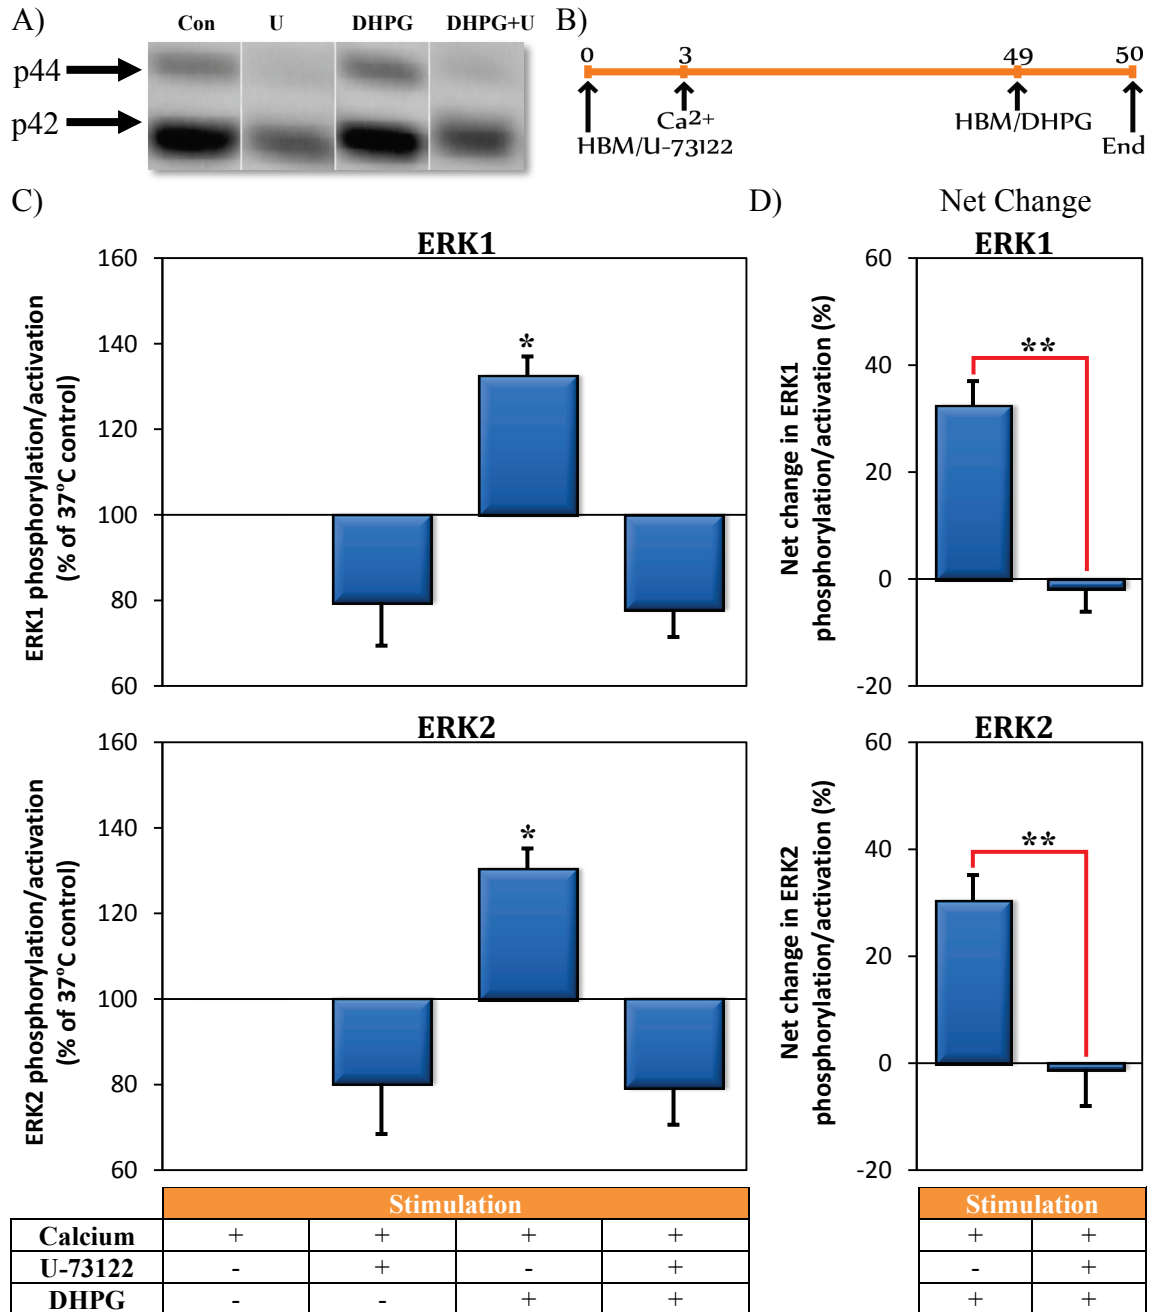 A)
Con U DHPG DHPG+U
p44
p42
B)
0 3 49 50
Ca2+
HBM/U-73122
HBM/DHPG
End
C)
ERK1
ERK1 phosphorylation/activation
(% of 37°C control)
160
140
120
100
80
60
*
ERK2
ERK2 phosphorylation/activation
(% of 37°C control)
160
140
120
100
80
60
*
Stimulation
Calcium + + + +
U-73122 - + - +
DHPG - - + +
D)
Net Change
ERK1
Net change in ERK1
phosphorylation/activation (%)
60
40
20
0
-20
**
ERK2
Net change in ERK2
phosphorylation/activation (%)
60
40
20
0
-20
**
Stimulation
+ +
- +
+ +